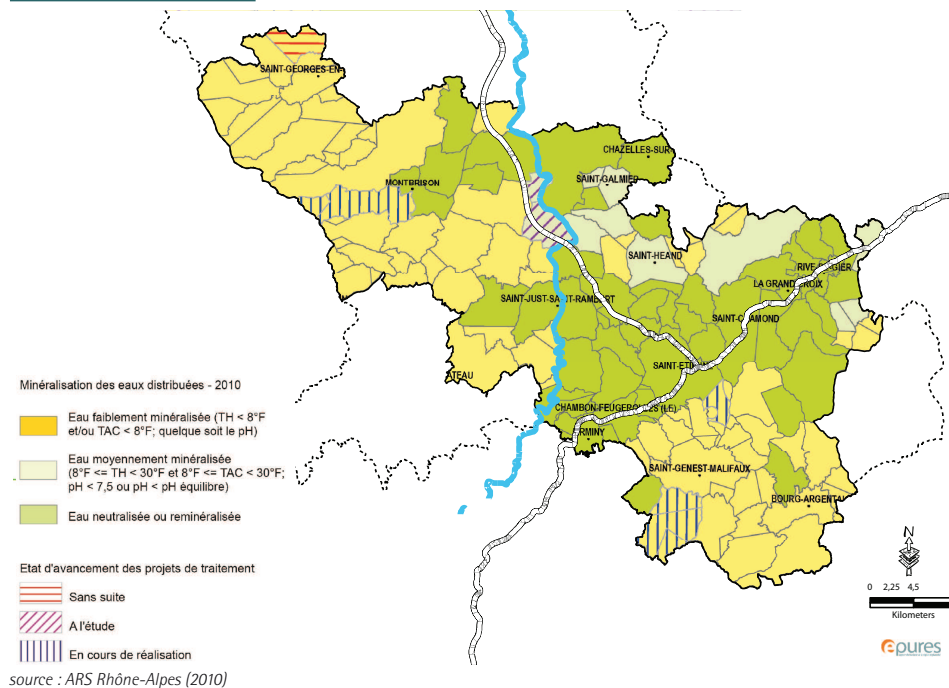 SAINT-GEORGES-EN-
CHAZELLES-SUR-
SAINT-GALMIER
MONTBRISON
SAINT-HEAND
RIVE-DE-GIER
LA GRAND-CROIX
SAINT-JUST-SAINT-RAMBERT
SAINT-CHAMOND
SAINT-ETI
ATEAU
CHAMBON-FEUGEROLLES (LE)
FIRMINY
SAINT-GENEST-MALIFAUX
BOURG-ARGENTAL
Minéralisation des eaux distribuées - 2010
Eau faiblement minéralisée (TH < 8°F
et/ou TAC < 8°F; quelque soit le pH)
Eau moyennement minéralisée
(8°F <= TH < 30°F et 8°F <= TAC < 30°F;
pH < 7,5 ou pH < pH équilibre)
Eau neutralisée ou reminéralisée
Etat d'avancement des projets de traitement
Sans suite
A l'étude
En cours de réalisation
N
0 2,25 4,5
Kilometers
epures
source : ARS Rhône-Alpes (2010)